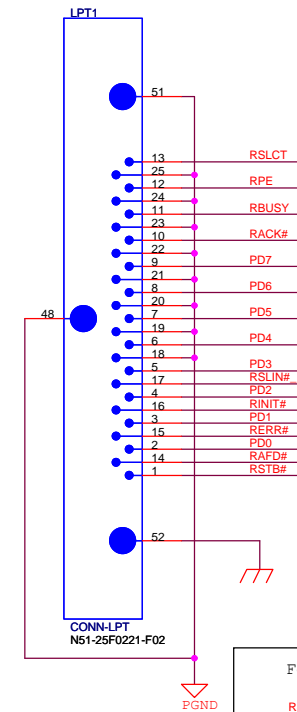 LPT1
51
13 RSLCT
25
12 RPE
24
11 RBUSY
23
10 RACK#
22
9 PD7
21
8 PD6
20
48
7 PD5
19
6 PD4
18
5 PD3
17 RSLIN#_
4 PD2
16 RINIT#
3 PD1
15 RERR#
2 PD0
14 RAFD#
1 RSTB#
52
CONN-LPT
N51-25F0221-F02
F
PGND
R